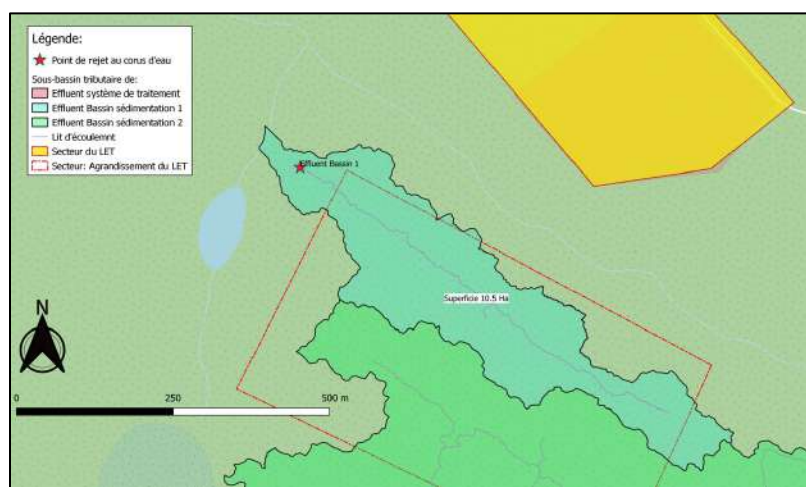 Légende:
Point de rejet au corus d'eau
Sous-bassin tributaire de:
Effluent système de traitement
Effluent Bassin sédimentation 1
Effluent Bassin sédimentation 2
Lit d'écoulemnt
Secteur du LET
Secteur: Agrandissement du LET
Effluent Bassin 1
Superficie 10.5 Ha
N
0 250 500 m